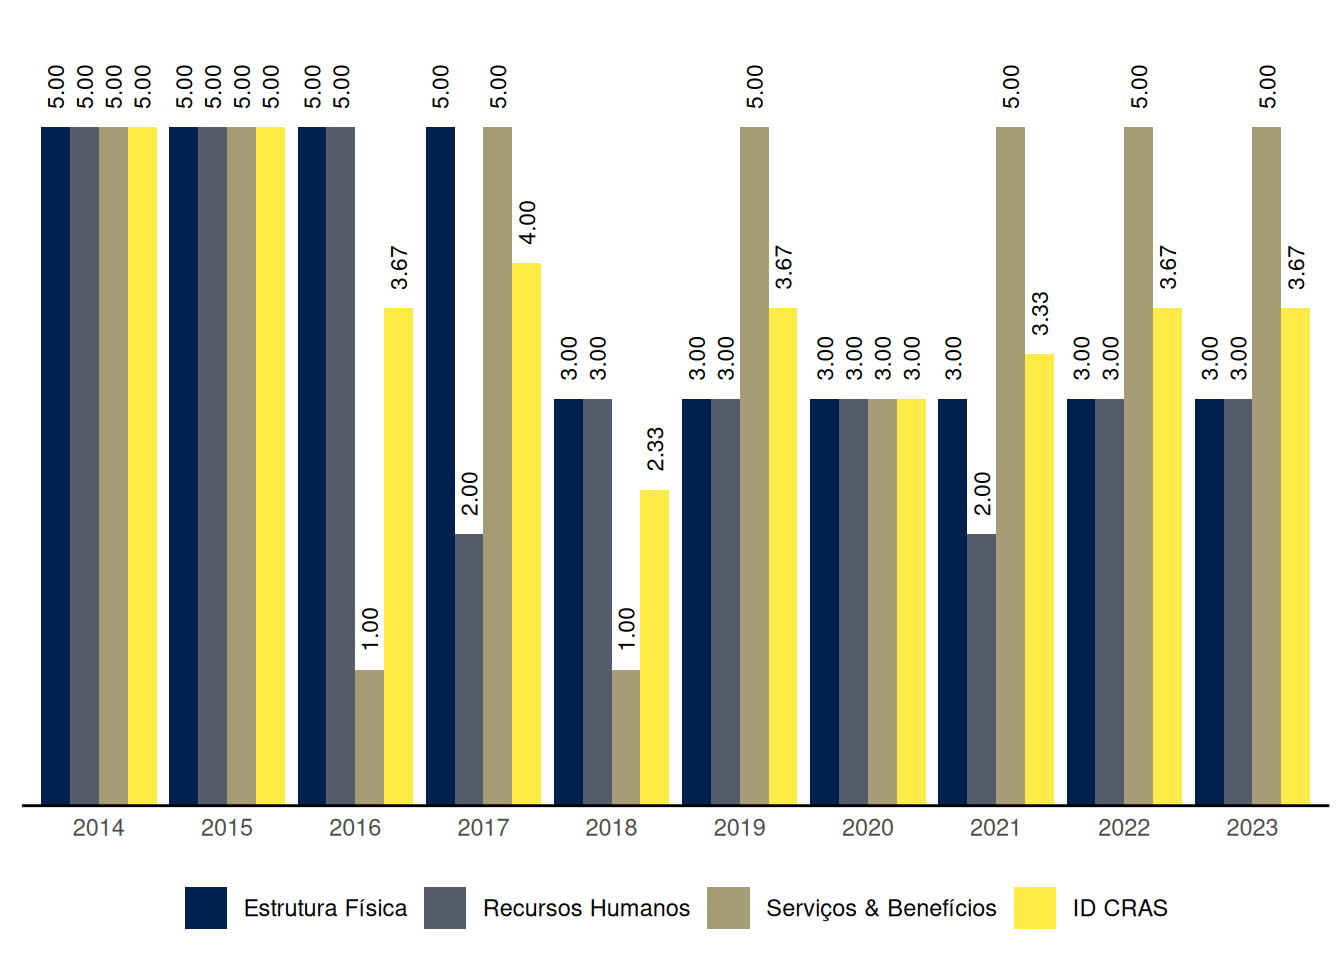 5.00 5.00 5.00 5.00 5.00 5.00 5.00 5.00 5.00 5.00 1.00 3.67 5.00 2.00 5.00 4.00 3.00 3.00 1.00 2.33 3.00 3.00 5.00 3.67 3.00 3.00 3.00 3.00 3.00 2.00 5.00 3.33 3.00 3.00 5.00 3.67 3.00 3.00 5.00 3.67
2014 2015 2016 2017 2018 2019 2020 2021 2022 2023
Estrutura Física Recursos Humanos Serviços & Benefícios ID CRAS